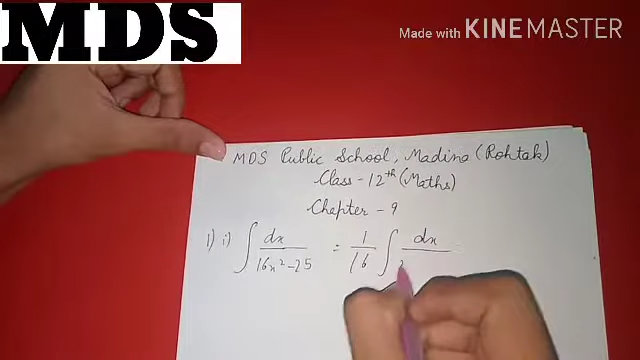 MDS
Made with KINEMASTER
MDS Public School, Madina (Rohtak)
Class - 12th (Maths)
Chapter - 9
1) i) ∫ dx / 16x² - 25 = 1/16 ∫ dx